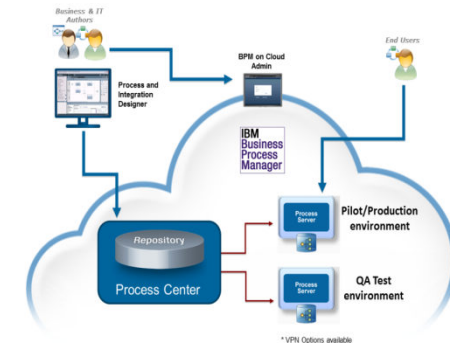 Business & IT
Authors
End Users
BPM on Cloud
Admin
Process and
Integration
Designer
IBM
Business
Process
Manager
Process
Server
Pilot/Production
environment
Repository
Process Center
Process
Server
QA Test
environment
* VPN Options available